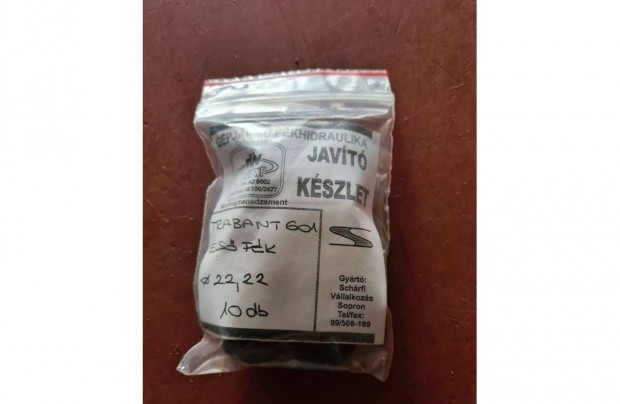 GÉPJÁRMŰ FÉKHIDRAULIKA
JAVÍTÓ
KÉSZLET
TRABANT 601
ELSŐ FÉK
ø 22,22
10 db
Gyártó:
Schárfi
Vállalkozás
Sopron
Tel/fax:
99/508-189